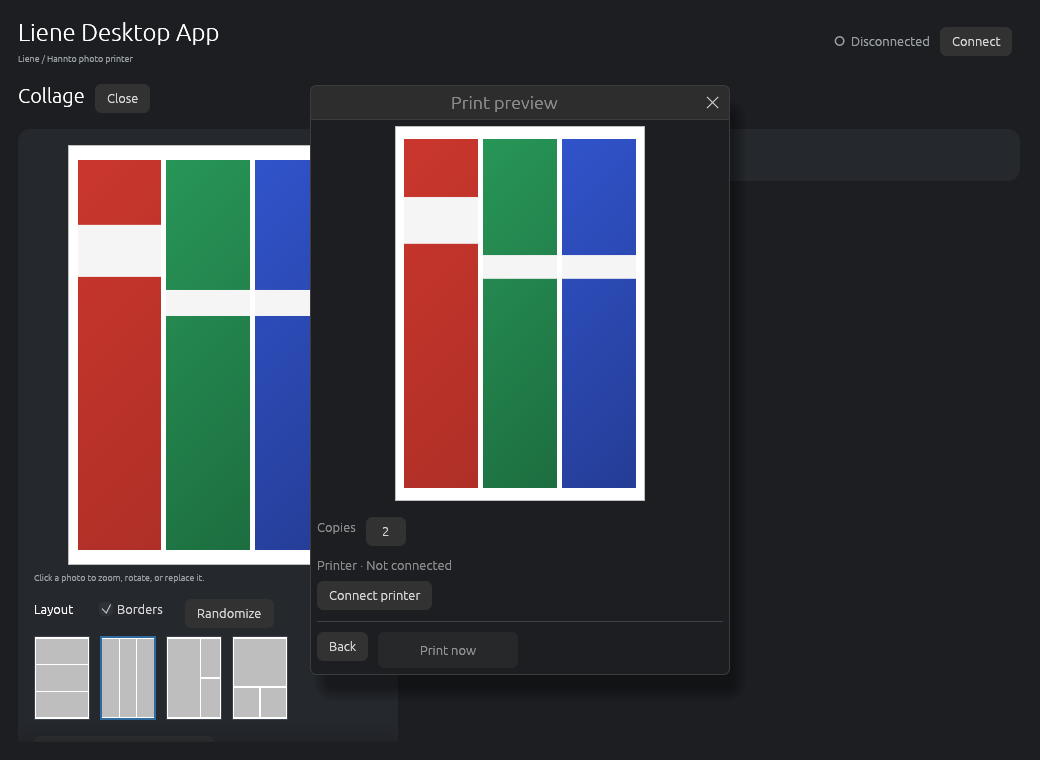 Liene Desktop App
Liene / Hannto photo printer
Disconnected
Connect
Collage
Close
Print preview
Copies
2
Printer · Not connected
Connect printer
Back
Print now
Click a photo to zoom, rotate, or replace it.
Layout
Borders
Randomize